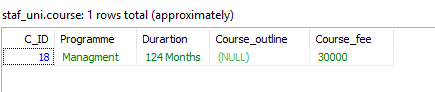 staf_uni.course: 1 rows total (approximately)
C_ID Programme Durartion Course_outline Course_fee
18 Managment 124 Months (NULL) 30000